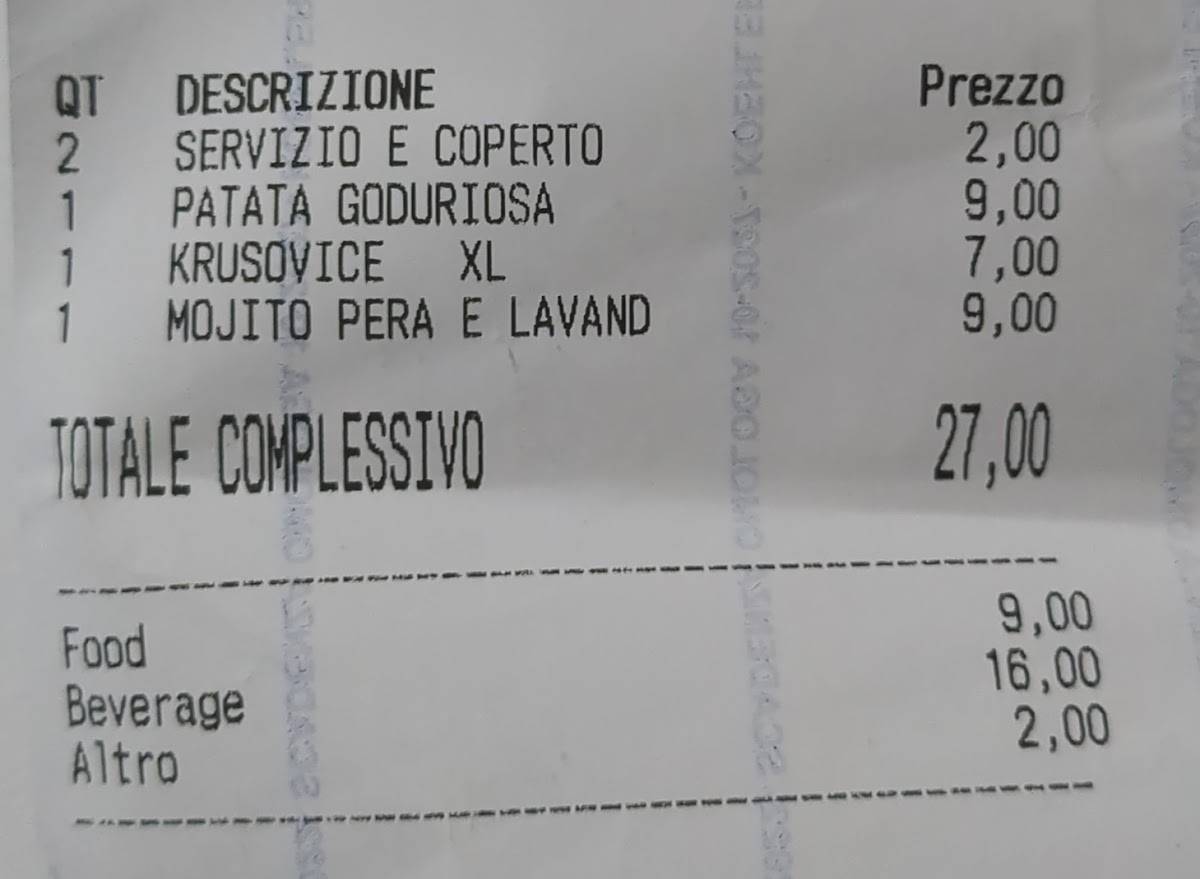 QT DESCRIZIONE Prezzo
2 SERVIZIO E COPERTO 2,00
1 PATATA GODURIOSA 9,00
1 KRUSOVICE XL 7,00
1 MOJITO PERA E LAVAND 9,00
TOTALE COMPLESSIVO 27,00
Food 9,00
Beverage 16,00
Altro 2,00